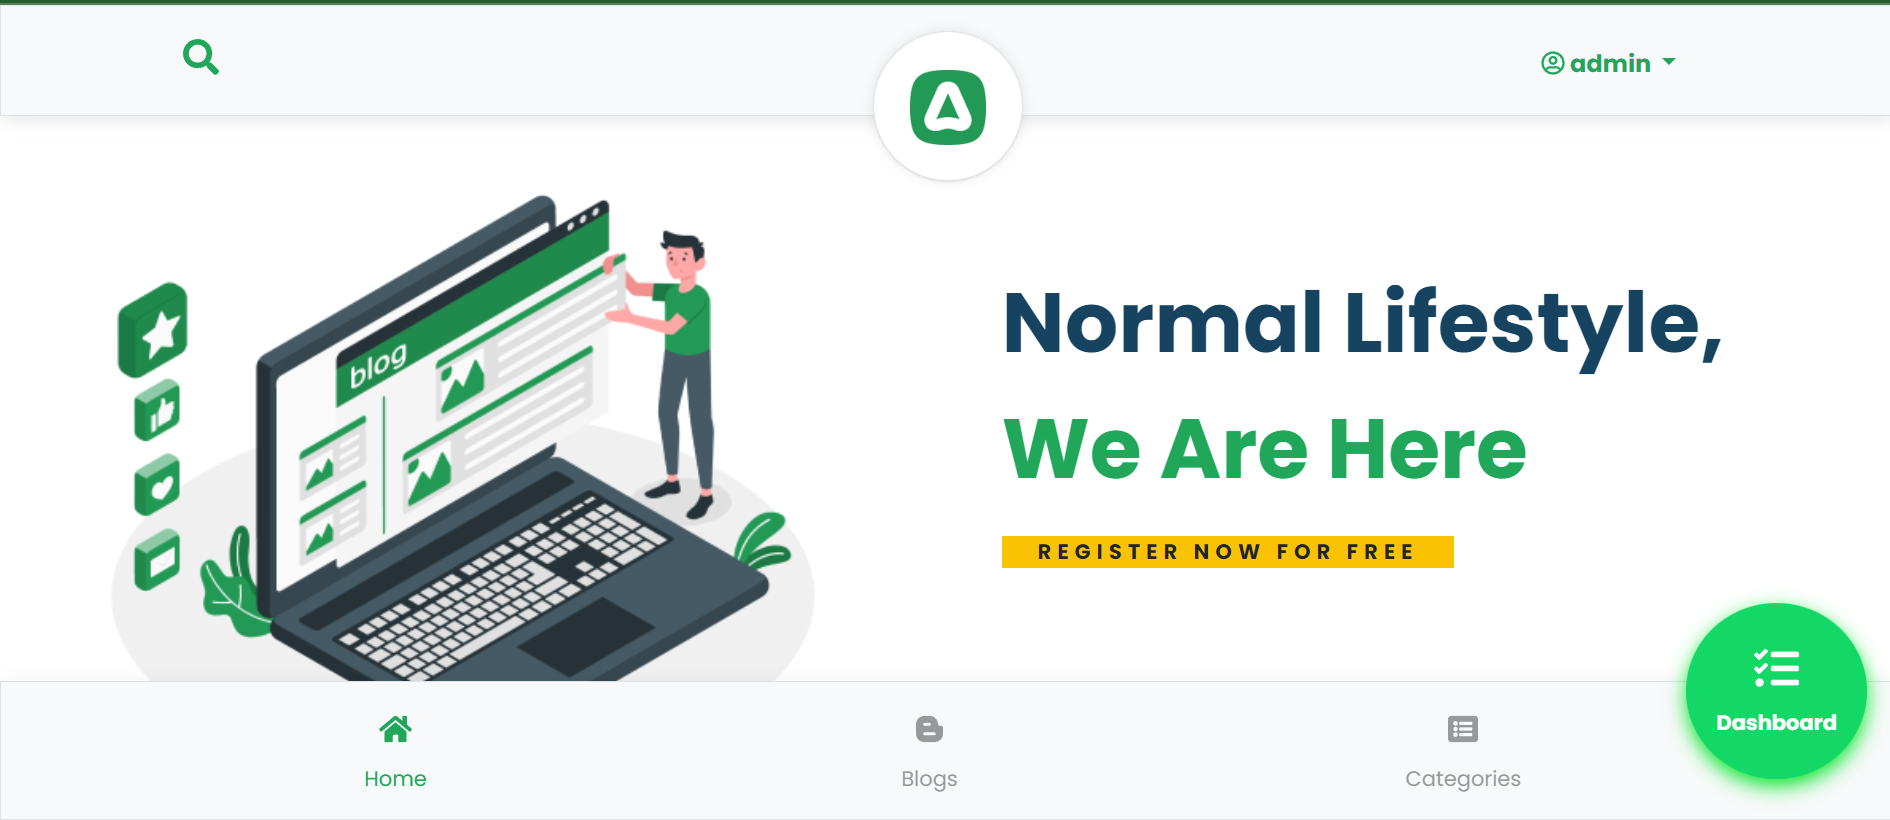 admin
blog
Normal Lifestyle,
We Are Here
REGISTER NOW FOR FREE
Dashboard
Home
Blogs
Categories